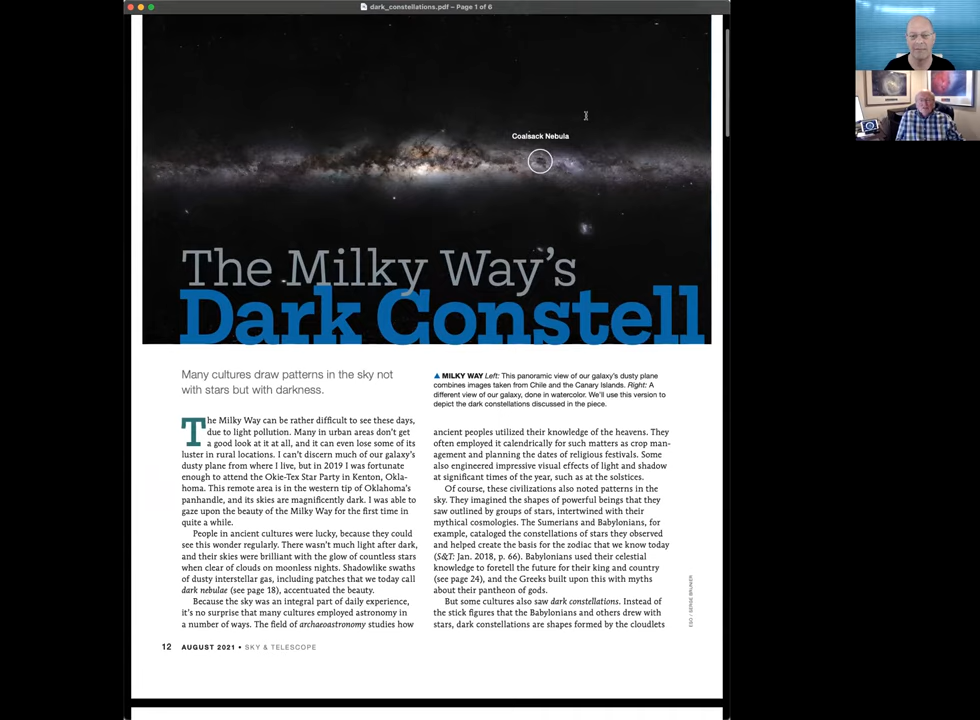 dark_constellations.pdf – Page 1 of 6
Coalsack Nebula
The Milky Way's
Dark Constell
Many cultures draw patterns in the sky not
with stars but with darkness.
The Milky Way can be rather difficult to see these days,
due to light pollution. Many in urban areas don't get
a good look at it at all, and it can even lose some of its
luster in rural locations. I can't discern much of our galaxy's
dusty plane from where I live, but in 2019 I was fortunate
enough to attend the Okie-Tex Star Party in Kenton, Okla-
homa. This remote area is in the western tip of Oklahoma's
panhandle, and its skies are magnificently dark. I was able to
gaze upon the beauty of the Milky Way for the first time in
quite a while.
People in ancient cultures were lucky, because they could
see this wonder regularly. There wasn't much light after dark,
and their skies were brilliant with the glow of countless stars
when clear of clouds on moonless nights. Shadowlike swaths
of dusty interstellar gas, including patches that we today call
dark nebulae (see page 18), accentuated the beauty.
Because the sky was an integral part of daily experience,
it's no surprise that many cultures employed astronomy in
a number of ways. The field of archaeoastronomy studies how
▲ MILKY WAY Left: This panoramic view of our galaxy's dusty plane
combines images taken from Chile and the Canary Islands. Right: A
different view of our galaxy, done in watercolor. We'll use this version to
depict the dark constellations discussed in the piece.
ancient peoples utilized their knowledge of the heavens. They
often employed it calendrically for such matters as crop man-
agement and planning the dates of religious festivals. Some
also engineered impressive visual effects of light and shadow
at significant times of the year, such as at the solstices.
Of course, these civilizations also noted patterns in the
sky. They imagined the shapes of powerful beings that they
saw outlined by groups of stars, intertwined with their
mythical cosmologies. The Sumerians and Babylonians, for
example, cataloged the constellations of stars they observed
and helped create the basis for the zodiac that we know today
(S&T: Jan. 2018, p. 66). Babylonians used their celestial
knowledge to foretell the future for their king and country
(see page 24), and the Greeks built upon this with myths
about their pantheon of gods.
But some cultures also saw dark constellations. Instead of
the stick figures that the Babylonians and others drew with
stars, dark constellations are shapes formed by the cloudlets
ESO / SERGE BRUNIER
12 AUGUST 2021 • SKY & TELESCOPE